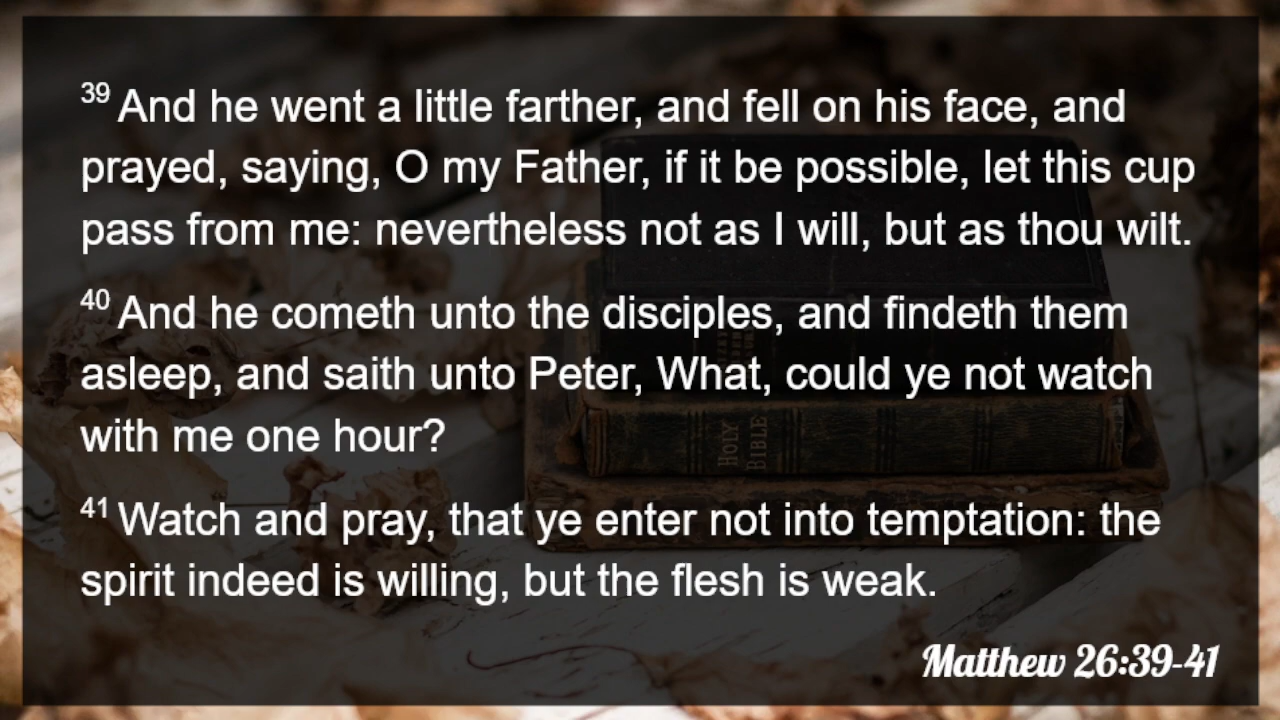 39 And he went a little farther, and fell on his face, and
prayed, saying, O my Father, if it be possible, let this cup
pass from me: nevertheless not as I will, but as thou wilt.
40 And he cometh unto the disciples, and findeth them
asleep, and saith unto Peter, What, could ye not watch
with me one hour?
41 Watch and pray, that ye enter not into temptation: the
spirit indeed is willing, but the flesh is weak.
HOLY
BIBLE
Matthew 26:39-41